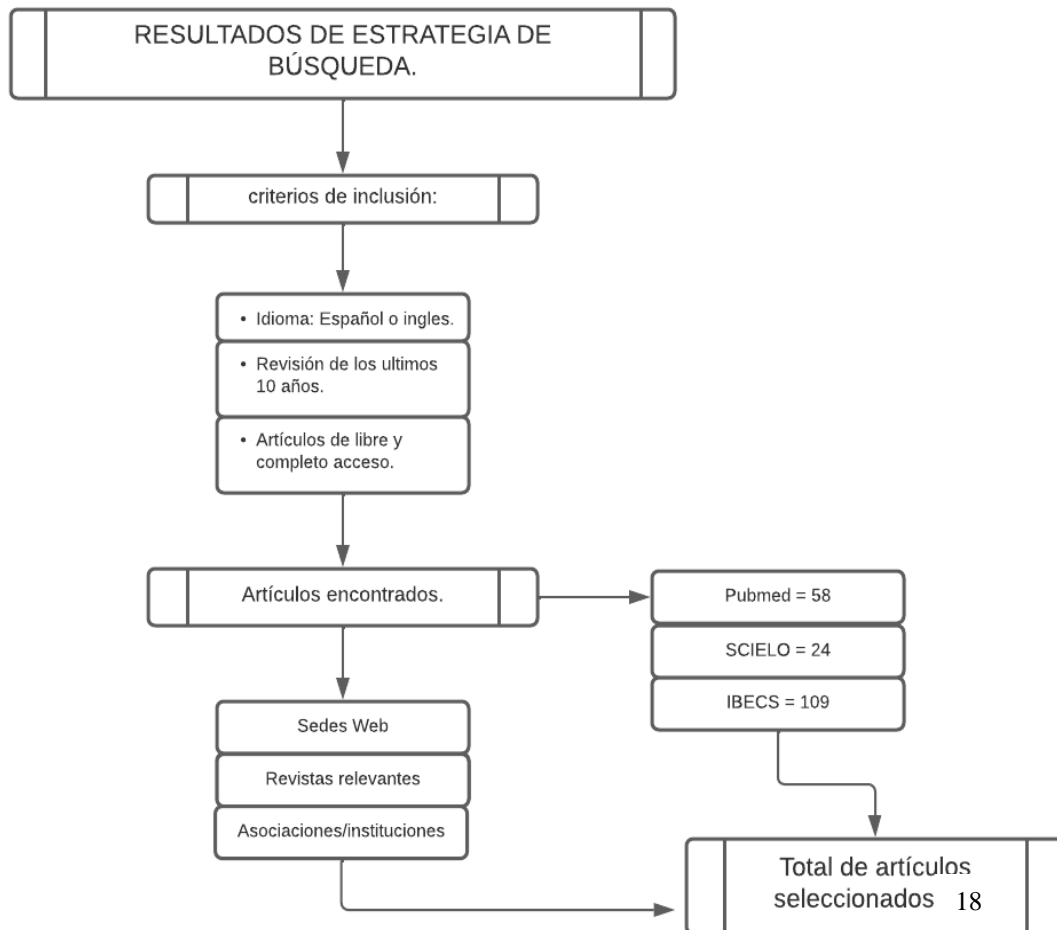 RESULTADOS DE ESTRATEGIA DE
BÚSQUEDA.
criterios de inclusión:
• Idioma: Español o ingles.
• Revisión de los ultimos
10 años.
• Artículos de libre y
completo acceso.
Artículos encontrados.
Pubmed = 58
SCIELO = 24
IBECS = 109
Sedes Web
Revistas relevantes
Asociaciones/instituciones
Total de artículos
seleccionados 18